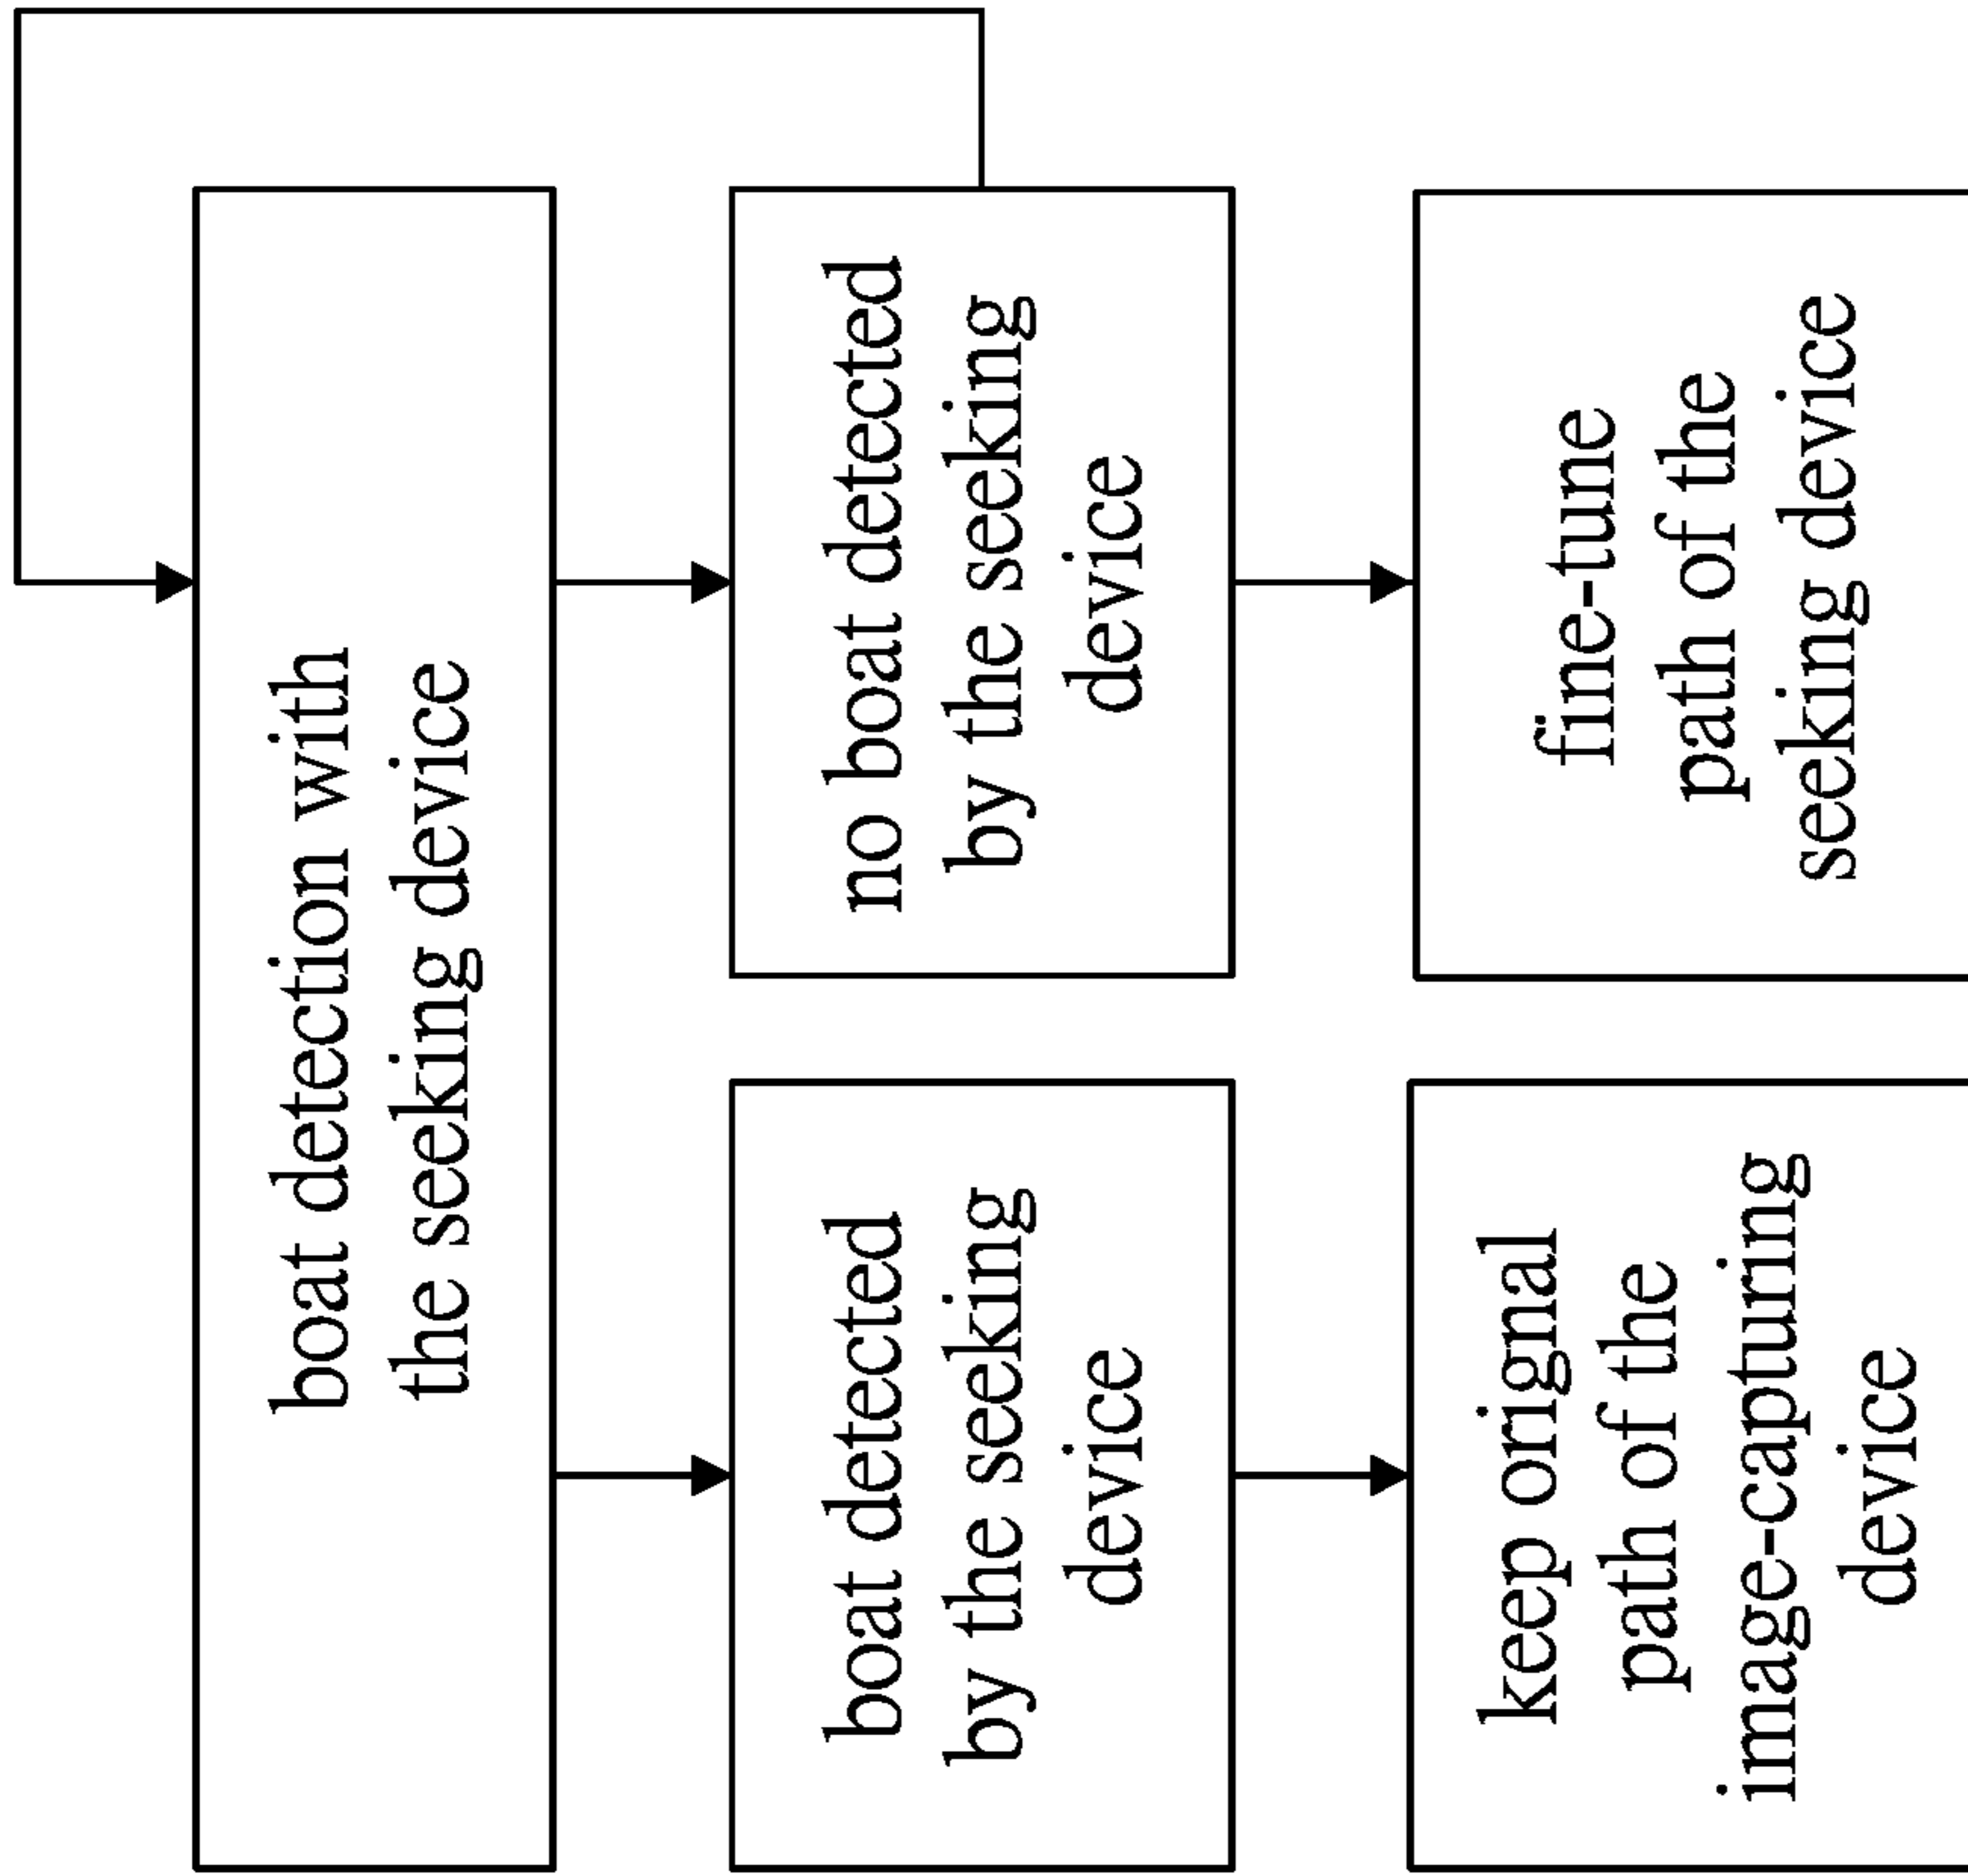 boat detection with
the seeking device
boat detected
by the seeking
device
no boat detected
by the seeking
device
keep orignal
path of the
image-capturing
device
fine-tune
path of the
seeking device